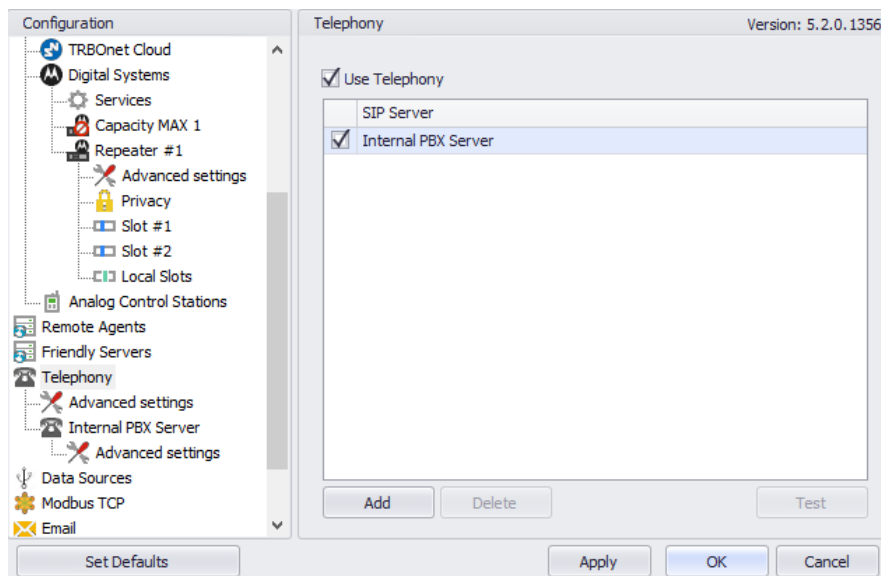 Configuration
TRBOnet Cloud
Digital Systems
Services
Capacity MAX 1
Repeater #1
Advanced settings
Privacy
Slot #1
Slot #2
Local Slots
Analog Control Stations
Remote Agents
Friendly Servers
Telephony
Advanced settings
Internal PBX Server
Advanced settings
Data Sources
Modbus TCP
Email
Set Defaults
Telephony Version: 5.2.0.1356
Use Telephony
SIP Server
Internal PBX Server
Add Delete Test
Apply OK Cancel